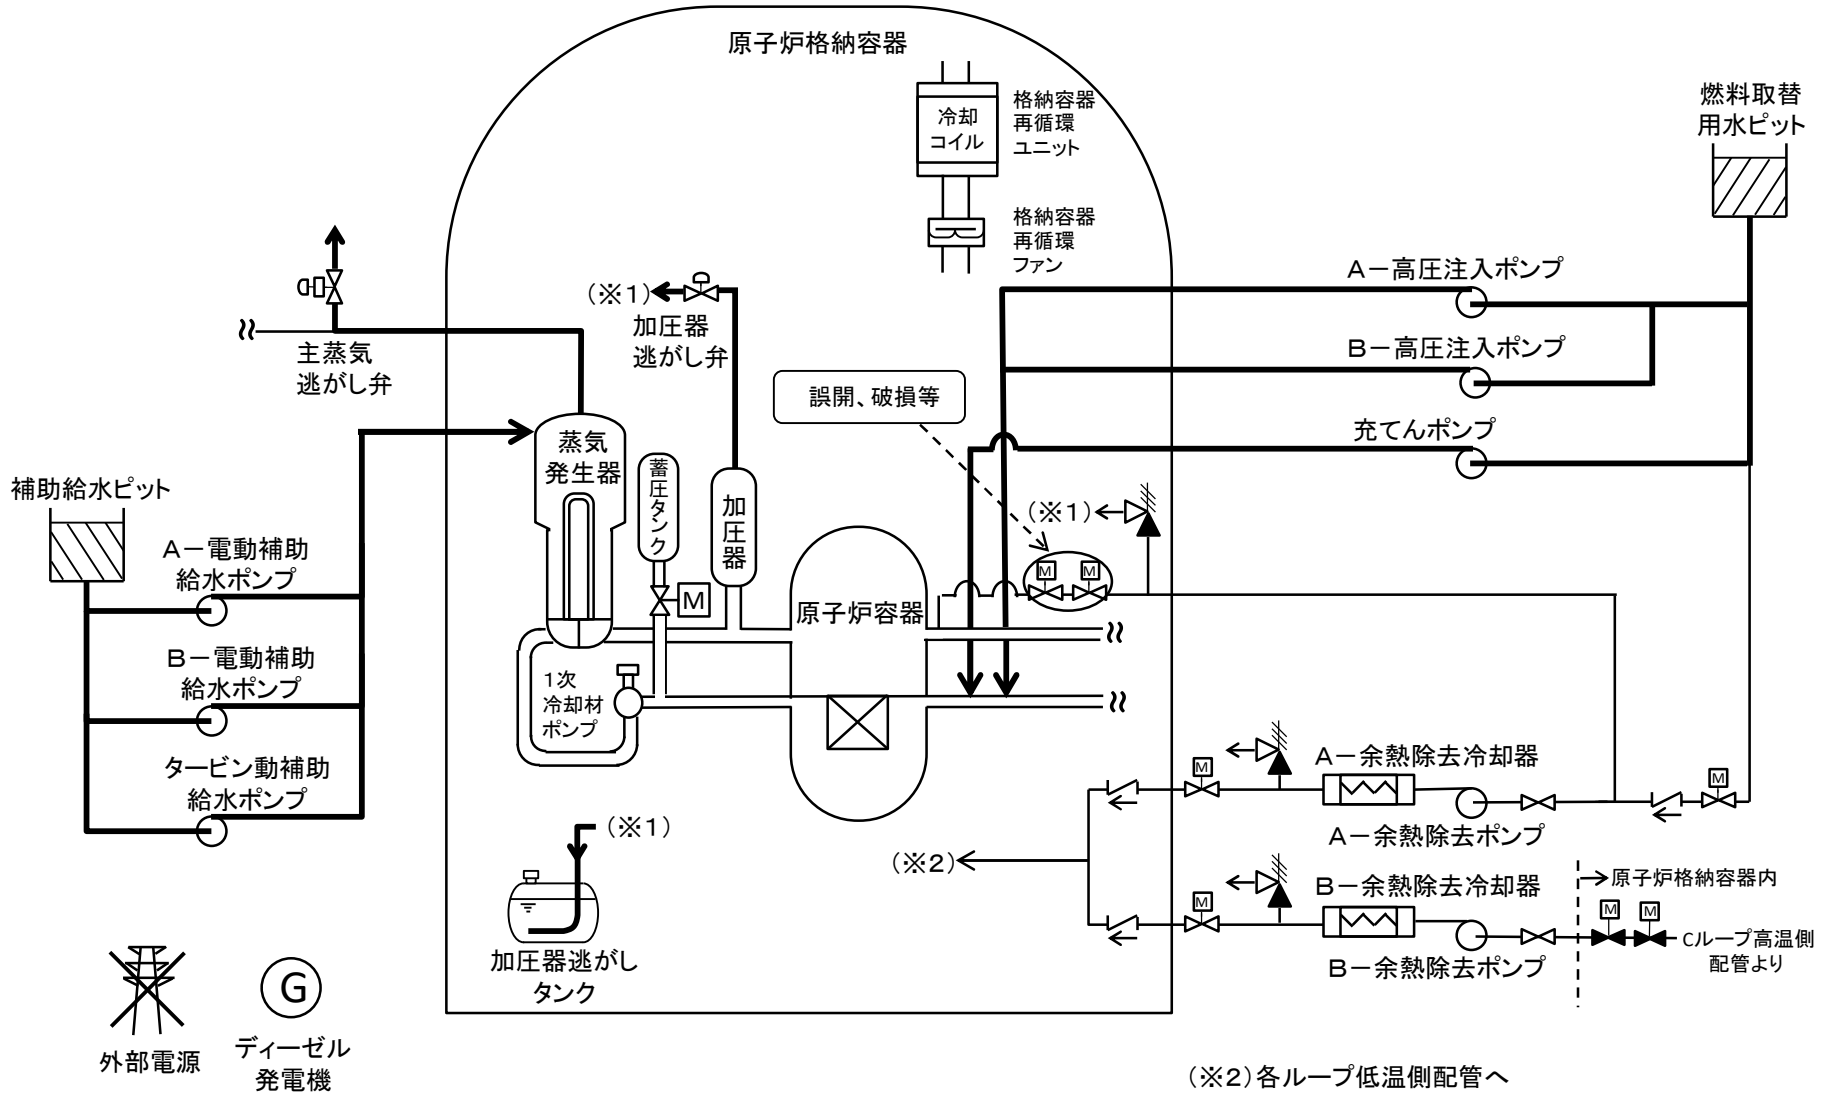 原子炉格納容器
冷却
コイル
格納容器
再循環
ユニット
格納容器
再循環
ファン
燃料取替
用水ピット
A－高圧注入ポンプ
B－高圧注入ポンプ
充てんポンプ
(※1)
加圧器
逃がし弁
主蒸気
逃がし弁
誤開、破損等
蒸気
発生器
蓄圧タンク
加圧器
(※1)
M
M
M
原子炉容器
補助給水ピット
A－電動補助
給水ポンプ
B－電動補助
給水ポンプ
タービン動補助
給水ポンプ
1次
冷却材
ポンプ
M
M
A－余熱除去冷却器
A－余熱除去ポンプ
(※1)
(※2)
M
B－余熱除去冷却器
B－余熱除去ポンプ
原子炉格納容器内
M
M
Cループ高温側
配管より
加圧器逃がし
タンク
外部電源
G
ディーゼル
発電機
(※2)各ループ低温側配管へ